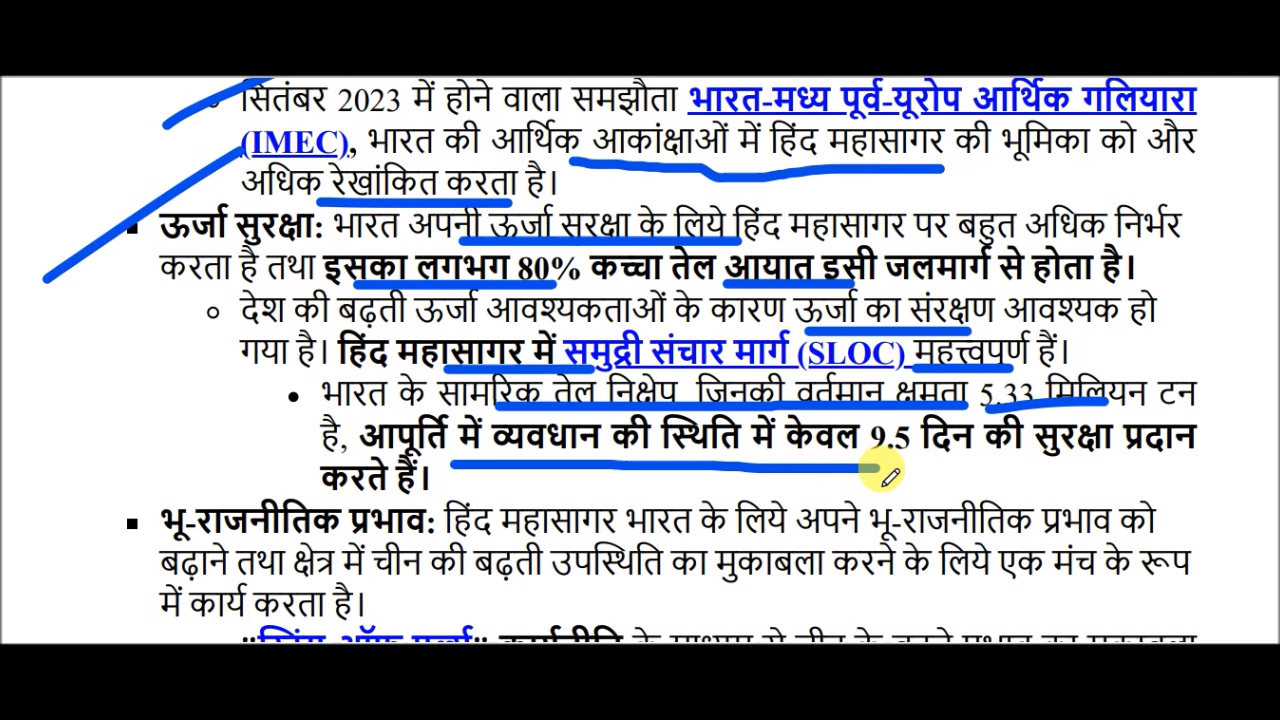 सितंबर 2023 में होने वाला समझौता भारत-मध्य पूर्व-यूरोप आर्थिक गलियारा
(IMEC), भारत की आर्थिक आकांक्षाओं में हिंद महासागर की भूमिका को और
अधिक रेखांकित करता है।
ऊर्जा सुरक्षा: भारत अपनी ऊर्जा सुरक्षा के लिये हिंद महासागर पर बहुत अधिक निर्भर
करता है तथा इसका लगभग 80% कच्चा तेल आयात इसी जलमार्ग से होता है।
देश की बढ़ती ऊर्जा आवश्यकताओं के कारण ऊर्जा का संरक्षण आवश्यक हो
गया है। हिंद महासागर में समुद्री संचार मार्ग (SLOC) महत्त्वपूर्ण हैं।
भारत के सामरिक तेल निक्षेप, जिनकी वर्तमान क्षमता 5.33 मिलियन टन
है, आपूर्ति में व्यवधान की स्थिति में केवल 9.5 दिन की सुरक्षा प्रदान
करते हैं।
भू-राजनीतिक प्रभाव: हिंद महासागर भारत के लिये अपने भू-राजनीतिक प्रभाव को
बढ़ाने तथा क्षेत्र में चीन की बढ़ती उपस्थिति का मुकाबला करने के लिये एक मंच के रूप
में कार्य करता है।